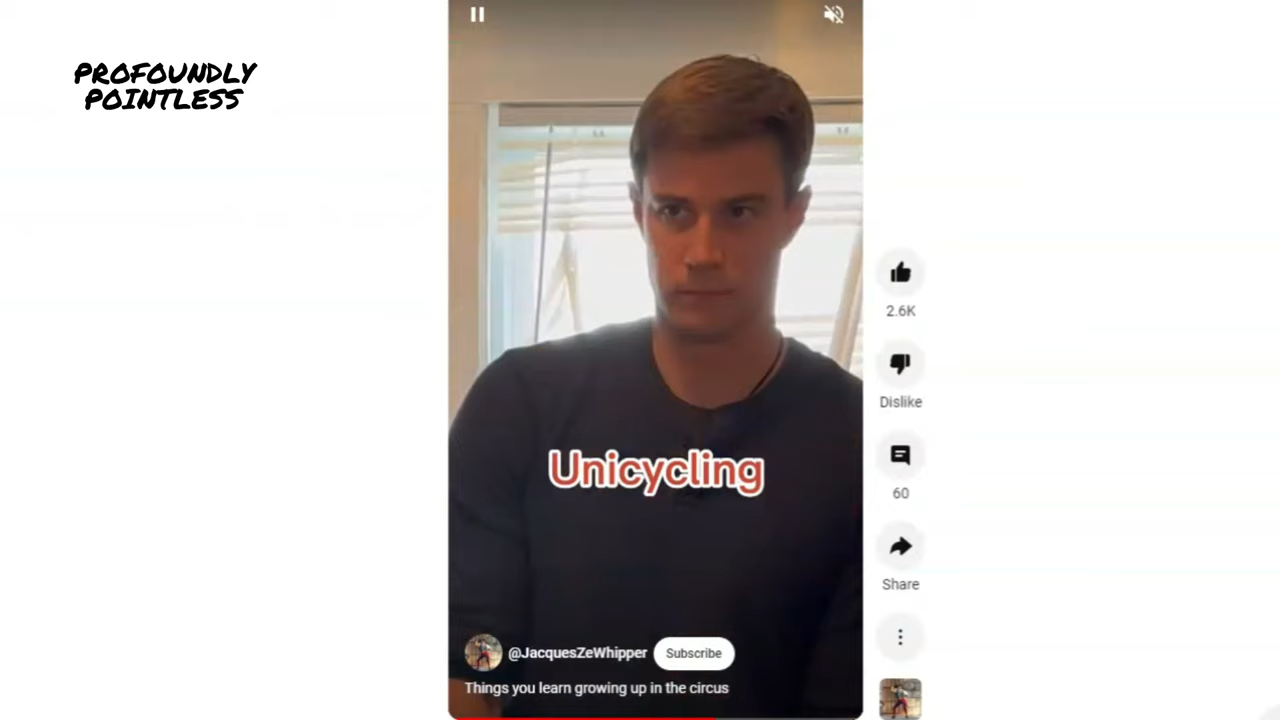 PROFOUNDLY
POINTLESS
2.6K
Dislike
Unicycling
60
Share
@JacquesZeWhipper
Subscribe
Things you learn growing up in the circus